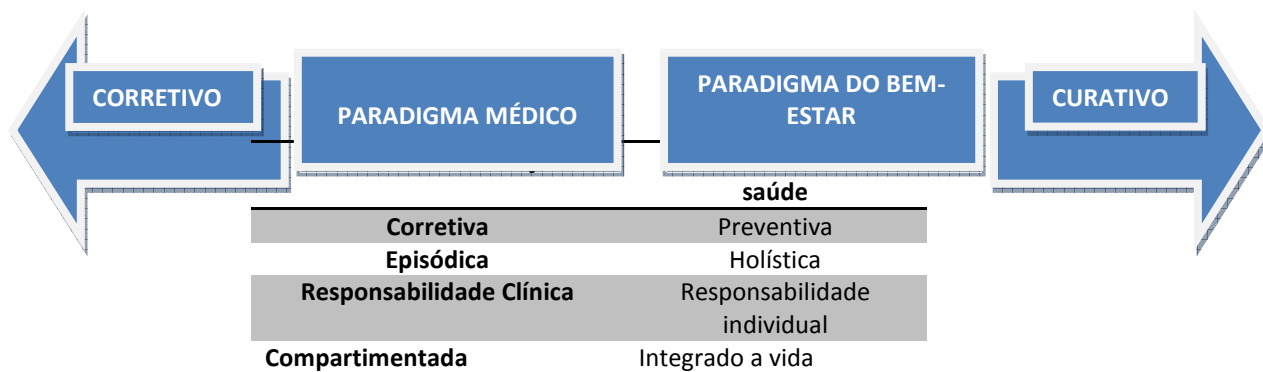 CORRETIVO
PARADIGMA MÉDICO
PARADIGMA DO BEM-
ESTAR
CURATIVO
saúde
Corretiva Preventiva
Episódica Holística
Responsabilidade Clínica Responsabilidade
individual
Compartimentada Integrado a vida